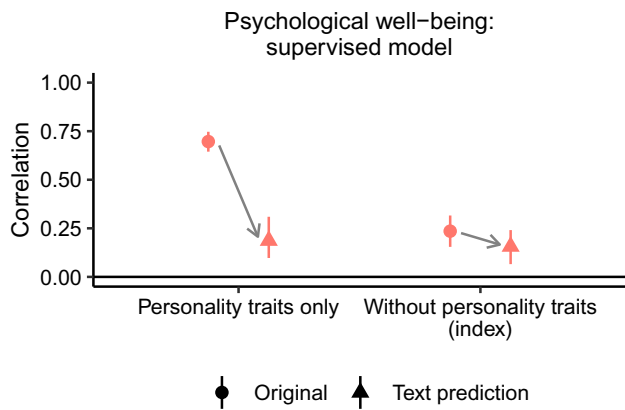 Psychological well−being:
supervised model
Correlation
1.00
0.75
0.50
0.25
0.00
Personality traits only
Without personality traits
(index)
Original
Text prediction